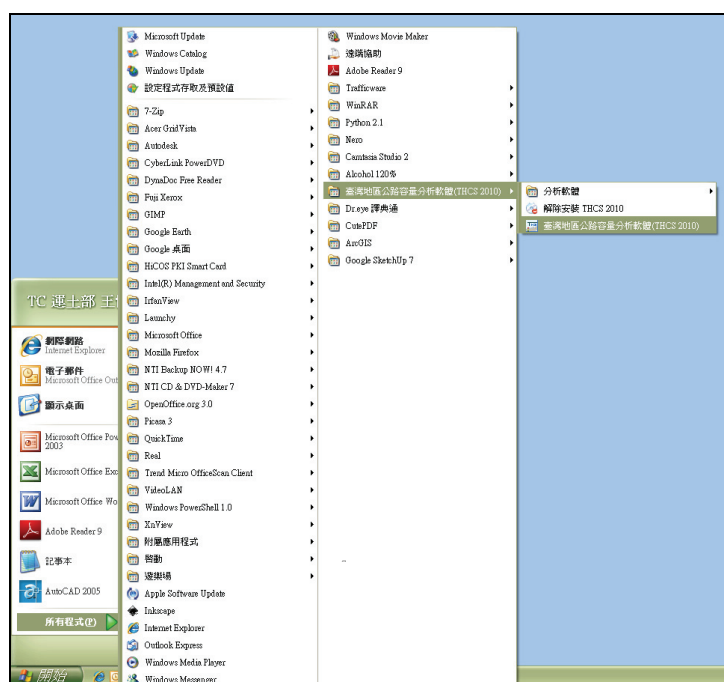 Microsoft Update
Windows Catalog
Windows Update
設定程式存取及預設值
7-Zip
Acer GridVista
Autodesk
CyberLink PowerDVD
DynaDoc Free Reader
Fuji Xerox
GIMP
Google Earth
Google 桌面
HiCOS PKI Smart Card
Intel(R) Management and Security
IrfanView
Launchy
Microsoft Office
Mozilla Firefox
NTI Backup NOW! 4.7
NTI CD & DVD-Maker 7
OpenOffice.org 3.0
Picasa 3
QuickTime
Real
Trend Micro OfficeScan Client
VideoLAN
Windows PowerShell 1.0
XnView
附屬應用程式
啟動
遊樂場
Apple Software Update
Inkscape
Internet Explorer
Outlook Express
Windows Media Player
Windows Messenger
Windows Movie Maker
遠端協助
Adobe Reader 9
Trafficware
WinRAR
Python 2.1
Nero
Camtasia Studio 2
Alcohol 120%
臺灣地區公路容量分析軟體(THCS 2010)
Dr.eye 譯典通
CutePDF
ArcGIS
Google SketchUp 7
分析軟體
解除安裝 THCS 2010
臺灣地區公路容量分析軟體(THCS 2010)
TC 運土部 王
網際網路
Internet Explorer
電子郵件
Microsoft Office Out
顯示桌面
Microsoft Office Pow
2003
Microsoft Office Exc
Microsoft Office Wo
Adobe Reader 9
記事本
AutoCAD 2005
所有程式(P)
開始